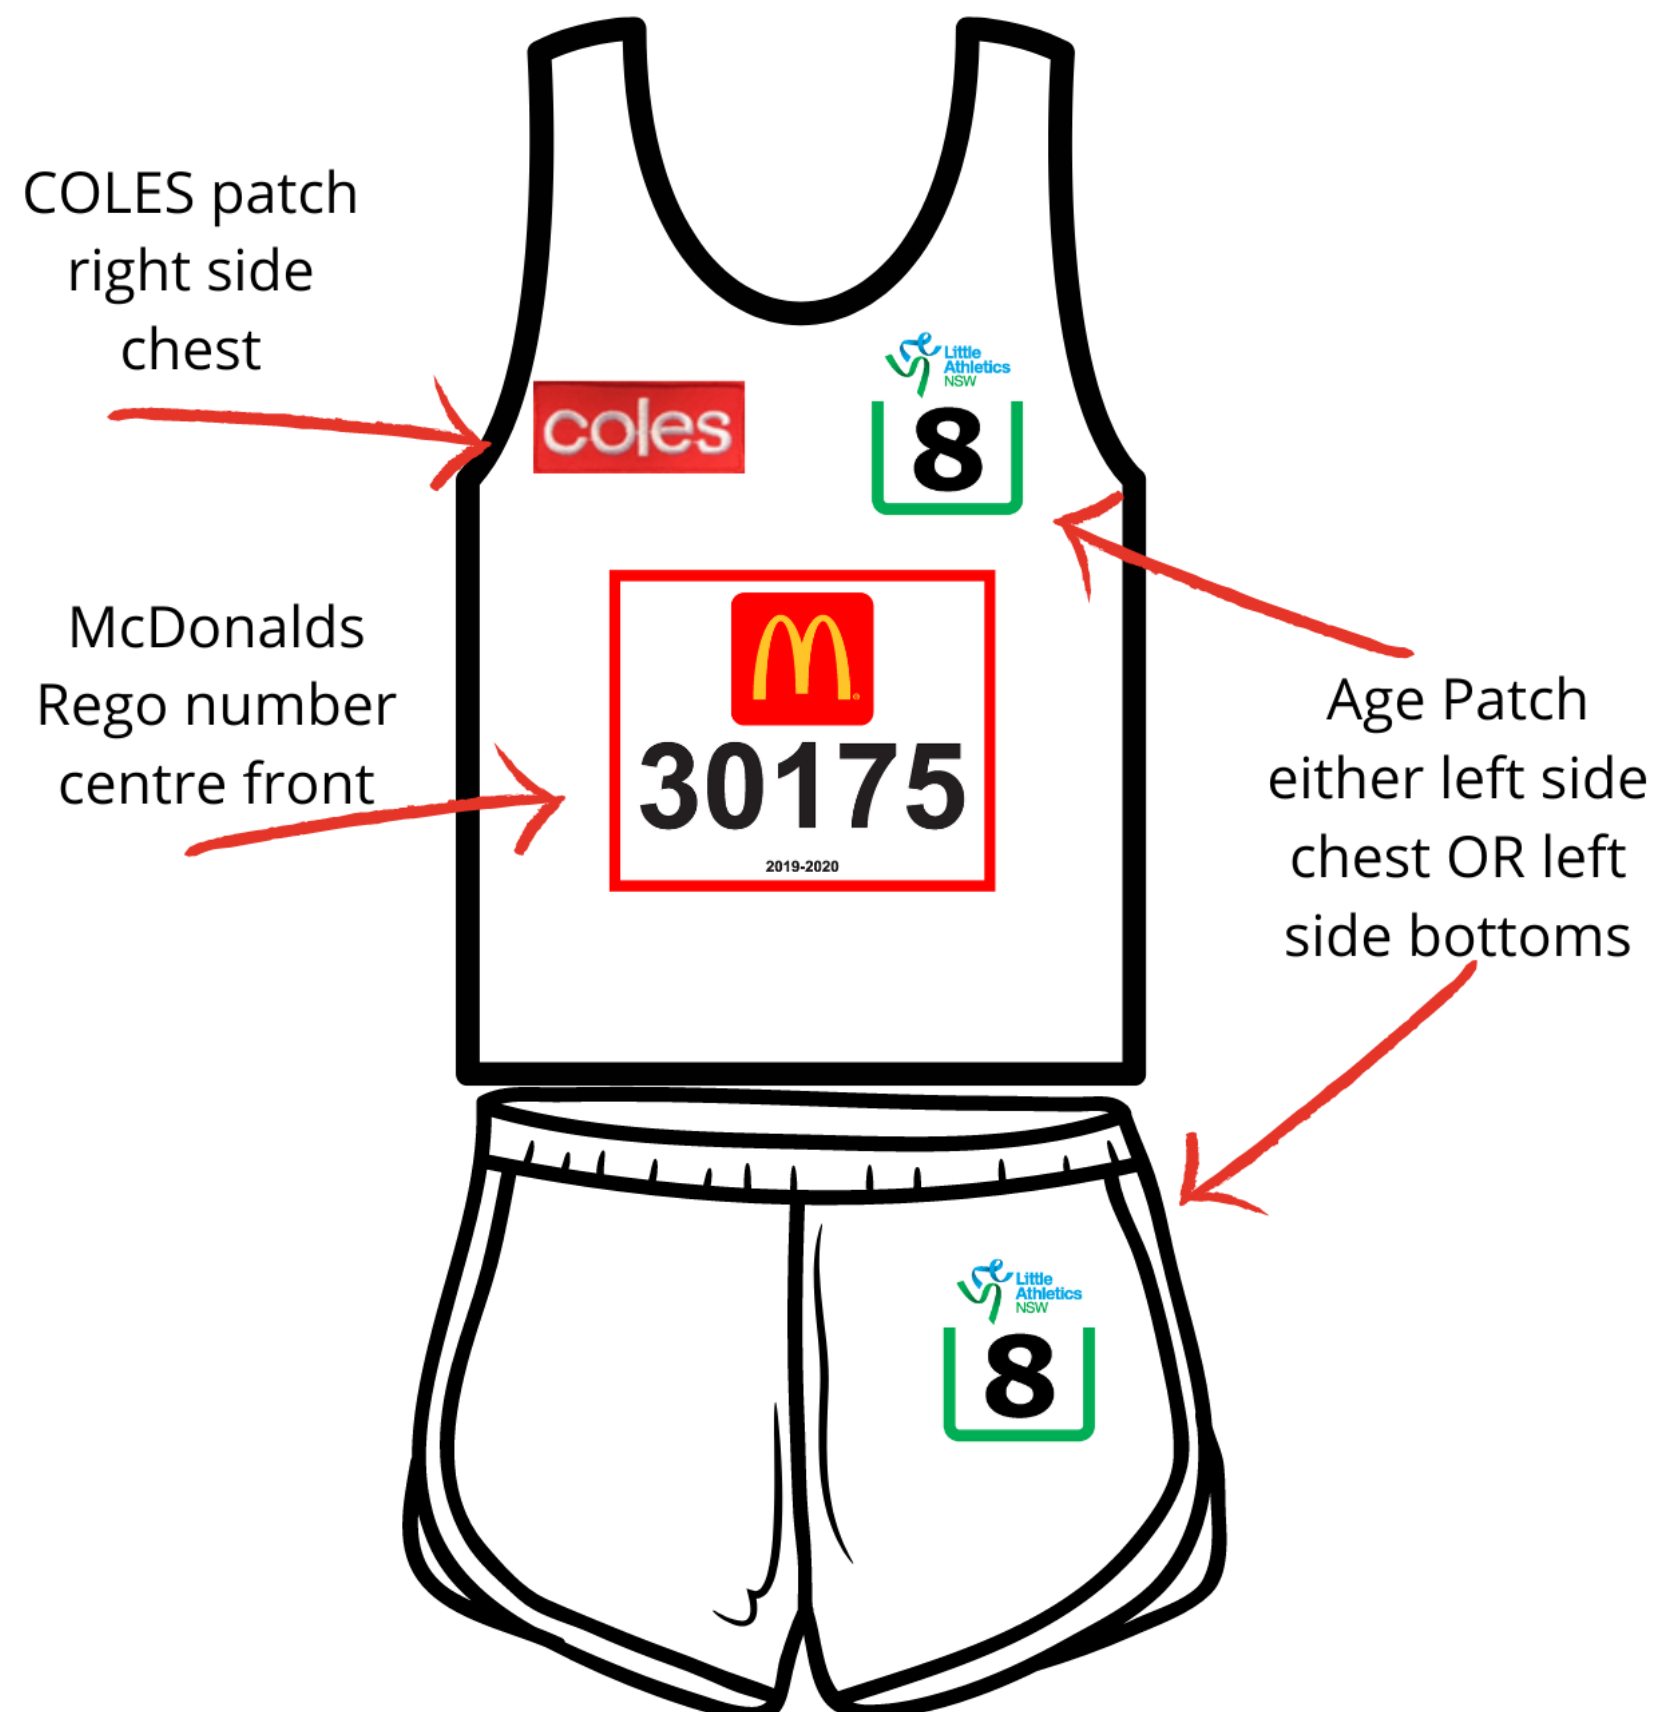 COLES patch
right side
chest
coles
Little
Athletics
NSW
8
McDonalds
Rego number
centre front
M
30175
2019-2020
Age Patch
either left side
chest OR left
side bottoms
Little
Athletics
NSW
8